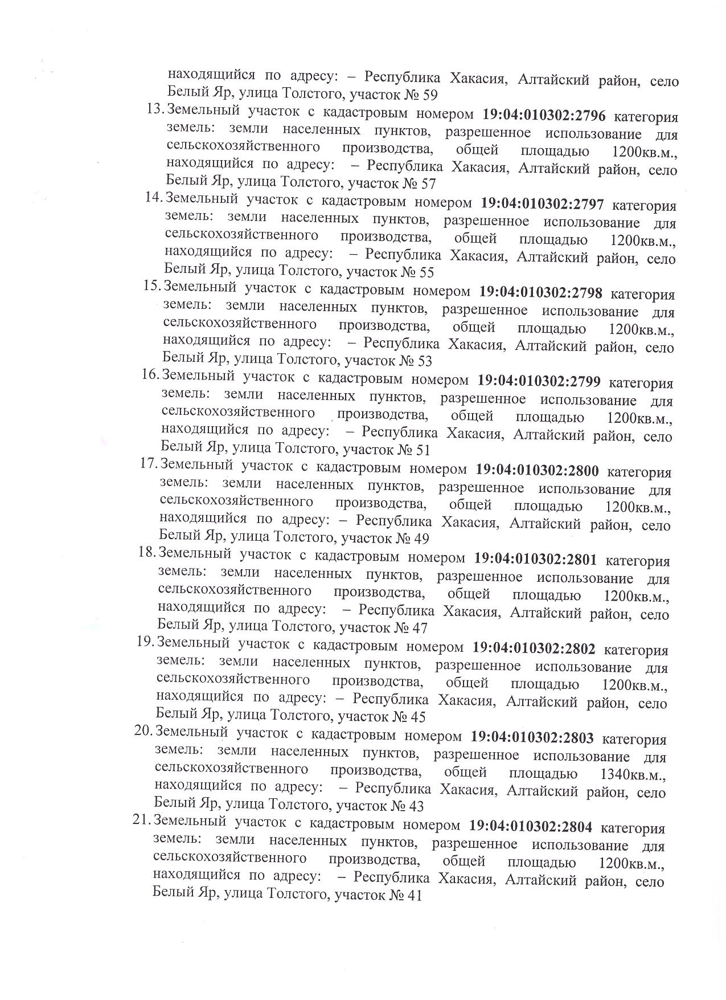 находящийся по адресу: – Республика Хакасия, Алтайский район, село
Белый Яр, улица Толстого, участок № 59
13. Земельный участок с кадастровым номером 19:04:010302:2796 категория
земель: земли населенных пунктов, разрешенное использование для
сельскохозяйственного производства, общей площадью 1200кв.м.,
находящийся по адресу: – Республика Хакасия, Алтайский район, село
Белый Яр, улица Толстого, участок № 57
14. Земельный участок с кадастровым номером 19:04:010302:2797 категория
земель: земли населенных пунктов, разрешенное использование для
сельскохозяйственного производства, общей площадью 1200кв.м.,
находящийся по адресу: – Республика Хакасия, Алтайский район, село
Белый Яр, улица Толстого, участок № 55
15. Земельный участок с кадастровым номером 19:04:010302:2798 категория
земель: земли населенных пунктов, разрешенное использование для
сельскохозяйственного производства, общей площадью 1200кв.м.,
находящийся по адресу: – Республика Хакасия, Алтайский район, село
Белый Яр, улица Толстого, участок № 53
16. Земельный участок с кадастровым номером 19:04:010302:2799 категория
земель: земли населенных пунктов, разрешенное использование для
сельскохозяйственного производства, общей площадью 1200кв.м.,
находящийся по адресу: – Республика Хакасия, Алтайский район, село
Белый Яр, улица Толстого, участок № 51
17. Земельный участок с кадастровым номером 19:04:010302:2800 категория
земель: земли населенных пунктов, разрешенное использование для
сельскохозяйственного производства, общей площадью 1200кв.м.,
находящийся по адресу: – Республика Хакасия, Алтайский район, село
Белый Яр, улица Толстого, участок № 49
18. Земельный участок с кадастровым номером 19:04:010302:2801 категория
земель: земли населенных пунктов, разрешенное использование для
сельскохозяйственного производства, общей площадью 1200кв.м.,
находящийся по адресу: – Республика Хакасия, Алтайский район, село
Белый Яр, улица Толстого, участок № 47
19. Земельный участок с кадастровым номером 19:04:010302:2802 категория
земель: земли населенных пунктов, разрешенное использование для
сельскохозяйственного производства, общей площадью 1200кв.м.,
находящийся по адресу: – Республика Хакасия, Алтайский район, село
Белый Яр, улица Толстого, участок № 45
20. Земельный участок с кадастровым номером 19:04:010302:2803 категория
земель: земли населенных пунктов, разрешенное использование для
сельскохозяйственного производства, общей площадью 1340кв.м.,
находящийся по адресу: – Республика Хакасия, Алтайский район, село
Белый Яр, улица Толстого, участок № 43
21. Земельный участок с кадастровым номером 19:04:010302:2804 категория
земель: земли населенных пунктов, разрешенное использование для
сельскохозяйственного производства, общей площадью 1200кв.м.,
находящийся по адресу: – Республика Хакасия, Алтайский район, село
Белый Яр, улица Толстого, участок № 41